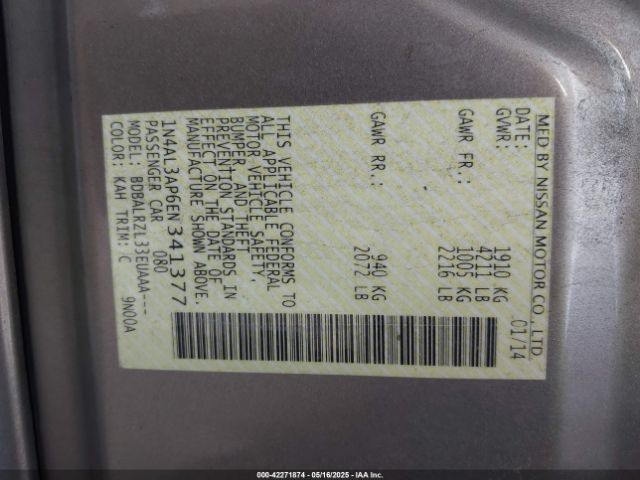 MFD BY NISSAN MOTOR CO., LTD.
DATE: 01/14
GVWR: 1910 KG
4211 LB
GAWR FR: 1005 KG
2216 LB
GAWR RR: 940 KG
2072 LB
THIS VEHICLE CONFORMS TO
ALL APPLICABLE FEDERAL
MOTOR VEHICLE SAFETY,
BUMPER, AND THEFT
PREVENTION STANDARDS IN
EFFECT ON THE DATE OF
MANUFACTURE SHOWN ABOVE.
1N4AL3AP6EN341377
PASSENGER CAR 080
MODEL: BDBALRZL33EUAAA---
COLOR: KAH TRIM: C 9N00A
000-42271874 - 05/16/2025 - IAA Inc.